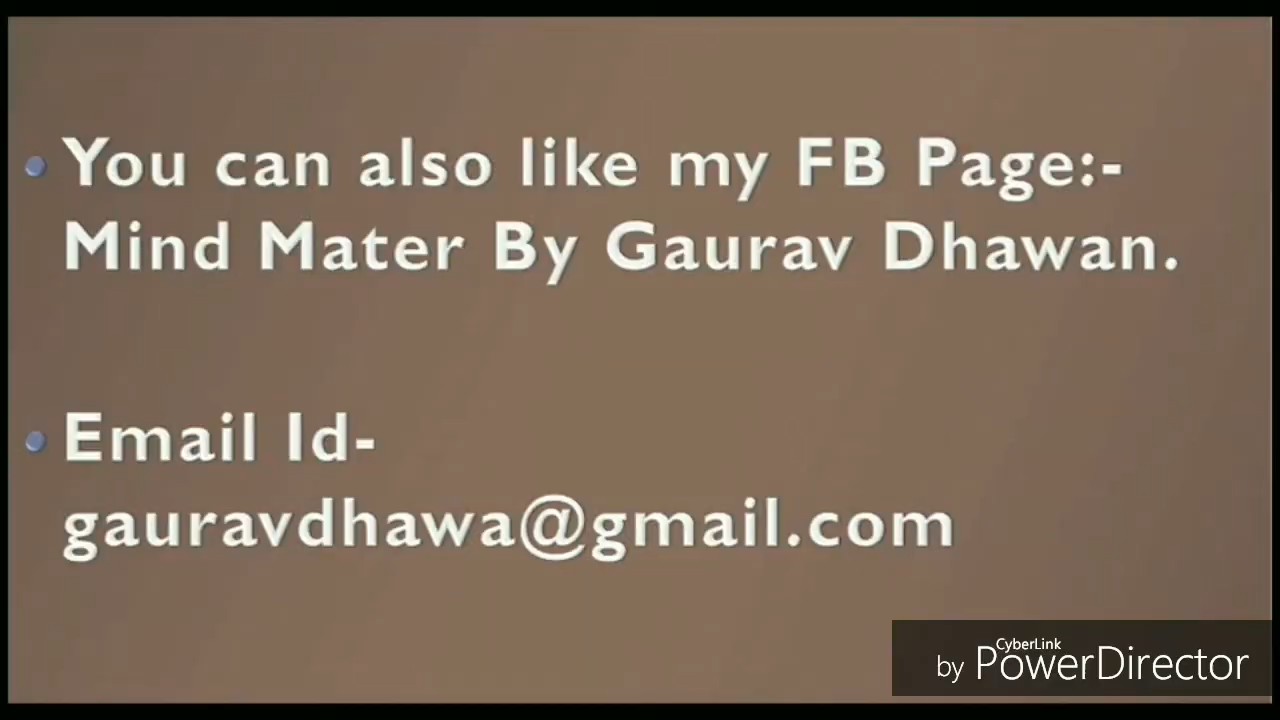 • You can also like my FB Page:-
Mind Mater By Gaurav Dhawan.
• Email Id-
gauravdhawa@gmail.com
CyberLink
by PowerDirector